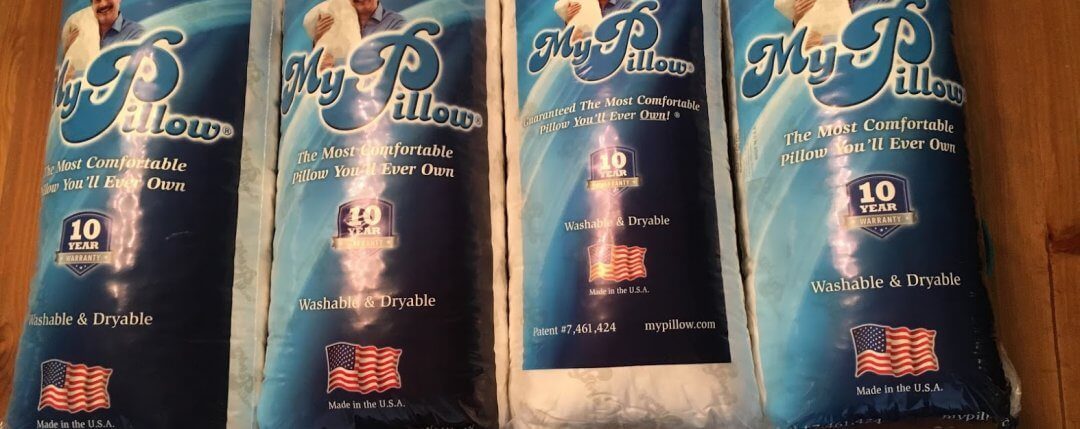 My Pillow®
The Most Comfortable
Pillow You'll Ever Own
10
YEAR
WARRANTY
Washable & Dryable
Made in the U.S.A.
My Pillow®
The Most Comfortable
Pillow You'll Ever Own
10
YEAR
WARRANTY
Washable & Dryable
Made in the U.S.A.
My Pillow®
Guaranteed The Most Comfortable
Pillow You'll Ever Own! ®
10
YEAR
WARRANTY
Washable & Dryable
Made in the U.S.A.
Patent #7,461,424 mypillow.com
My Pillow
The Most Comfortable
Pillow You'll Ever Own
10
YEAR
WARRANTY
Washable & Dryable
Made in the U.S.A.